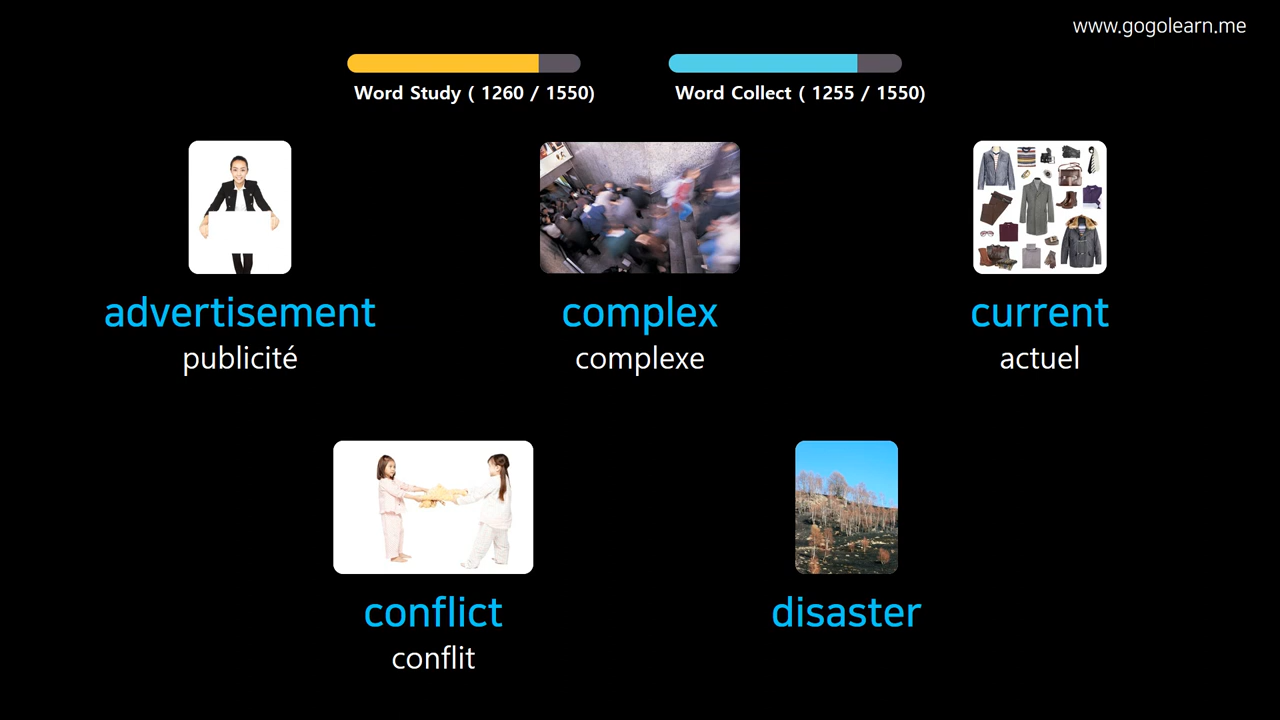 www.gogolearn.me
Word Study ( 1260 / 1550)
Word Collect ( 1255 / 1550)
advertisement
publicité
complex
complexe
current
actuel
conflict
conflit
disaster